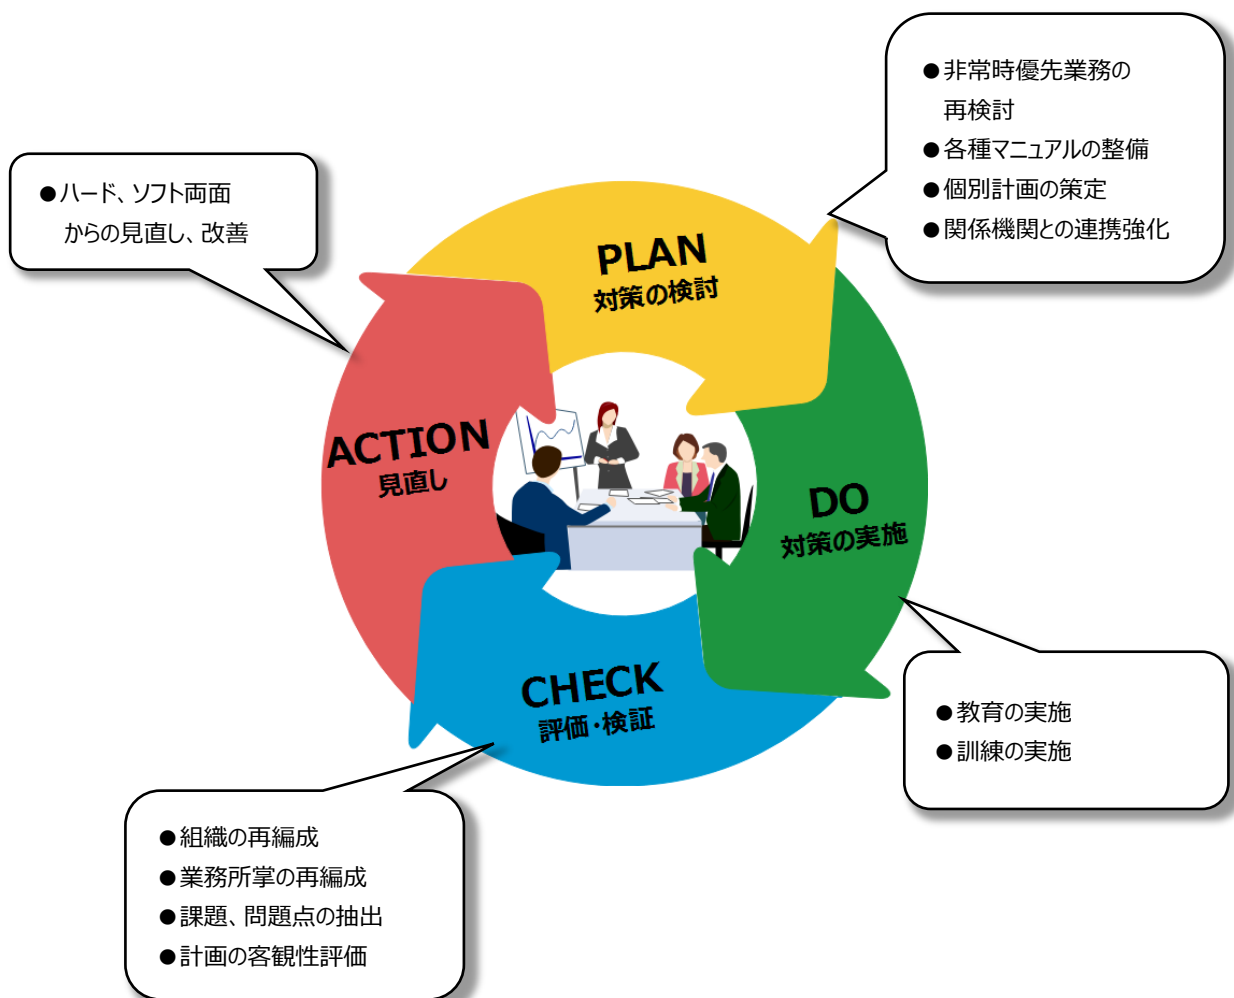 ●非常時優先業務の
再検討
●各種マニュアルの整備
●個別計画の策定
●関係機関との連携強化
●ハード、ソフト両面
からの見直し、改善
PLAN
対策の検討
ACTION
見直し
DO
対策の実施
CHECK
評価・検証
●教育の実施
●訓練の実施
●組織の再編成
●業務所掌の再編成
●課題、問題点の抽出
●計画の客観性評価